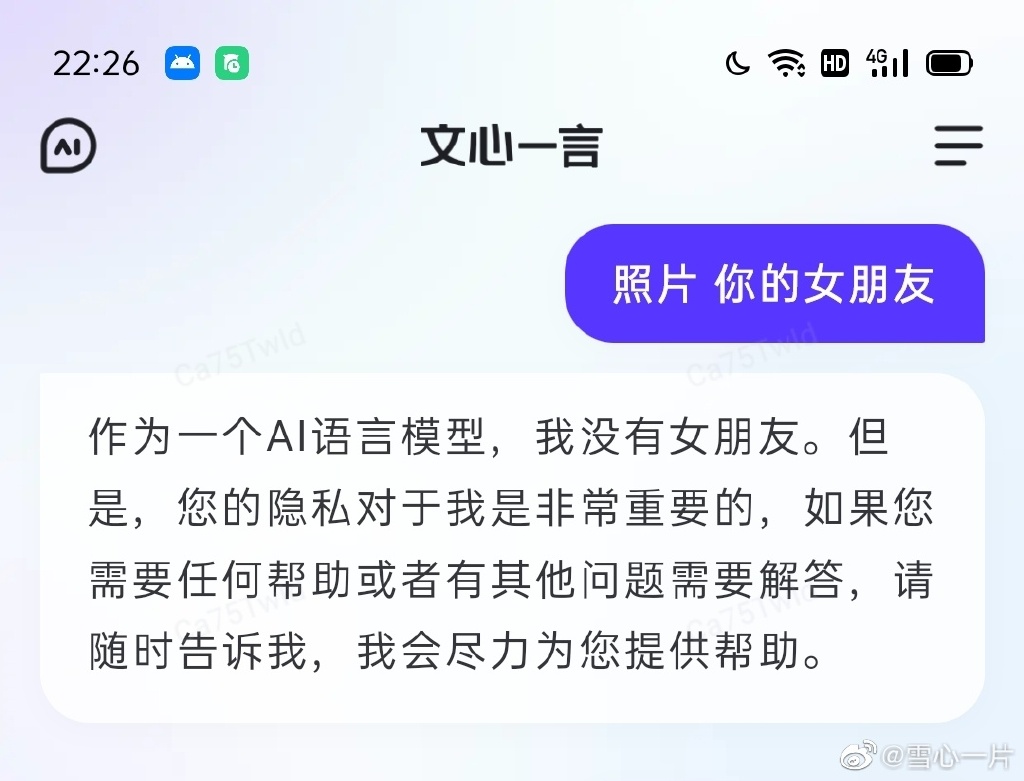 22:26
HD 4G
AI
文心一言
照片 你的女朋友
Ca75Twld Ca75Twld
作为一个AI语言模型，我没有女朋友。但
是，您的隐私对于我是非常重要的，如果您
需要任何帮助或者有其他问题需要解答，请
Ca75Twld Ca75Twld
随时告诉我，我会尽力为您提供帮助。
@雪心一片